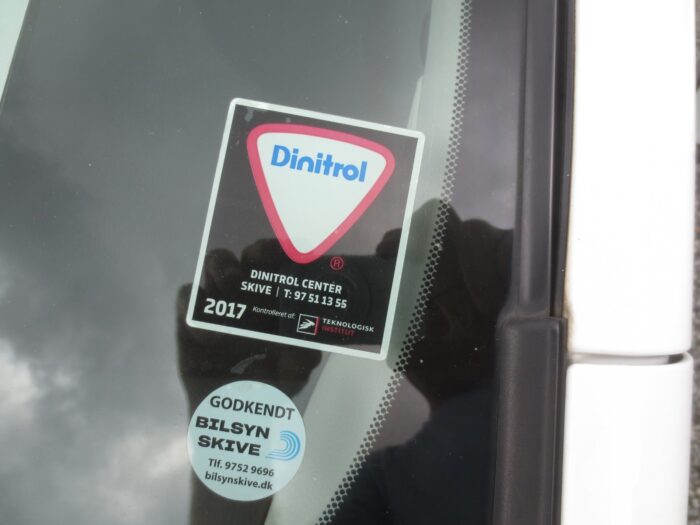 Dinitrol
®
DINITROL CENTER
SKIVE | T: 97 51 13 55
2017 Kontrolleret af: TEKNOLOGISK
INSTITUT
GODKENDT
BILSYN
SKIVE
Tlf. 9752 9696
bilsynskive.dk